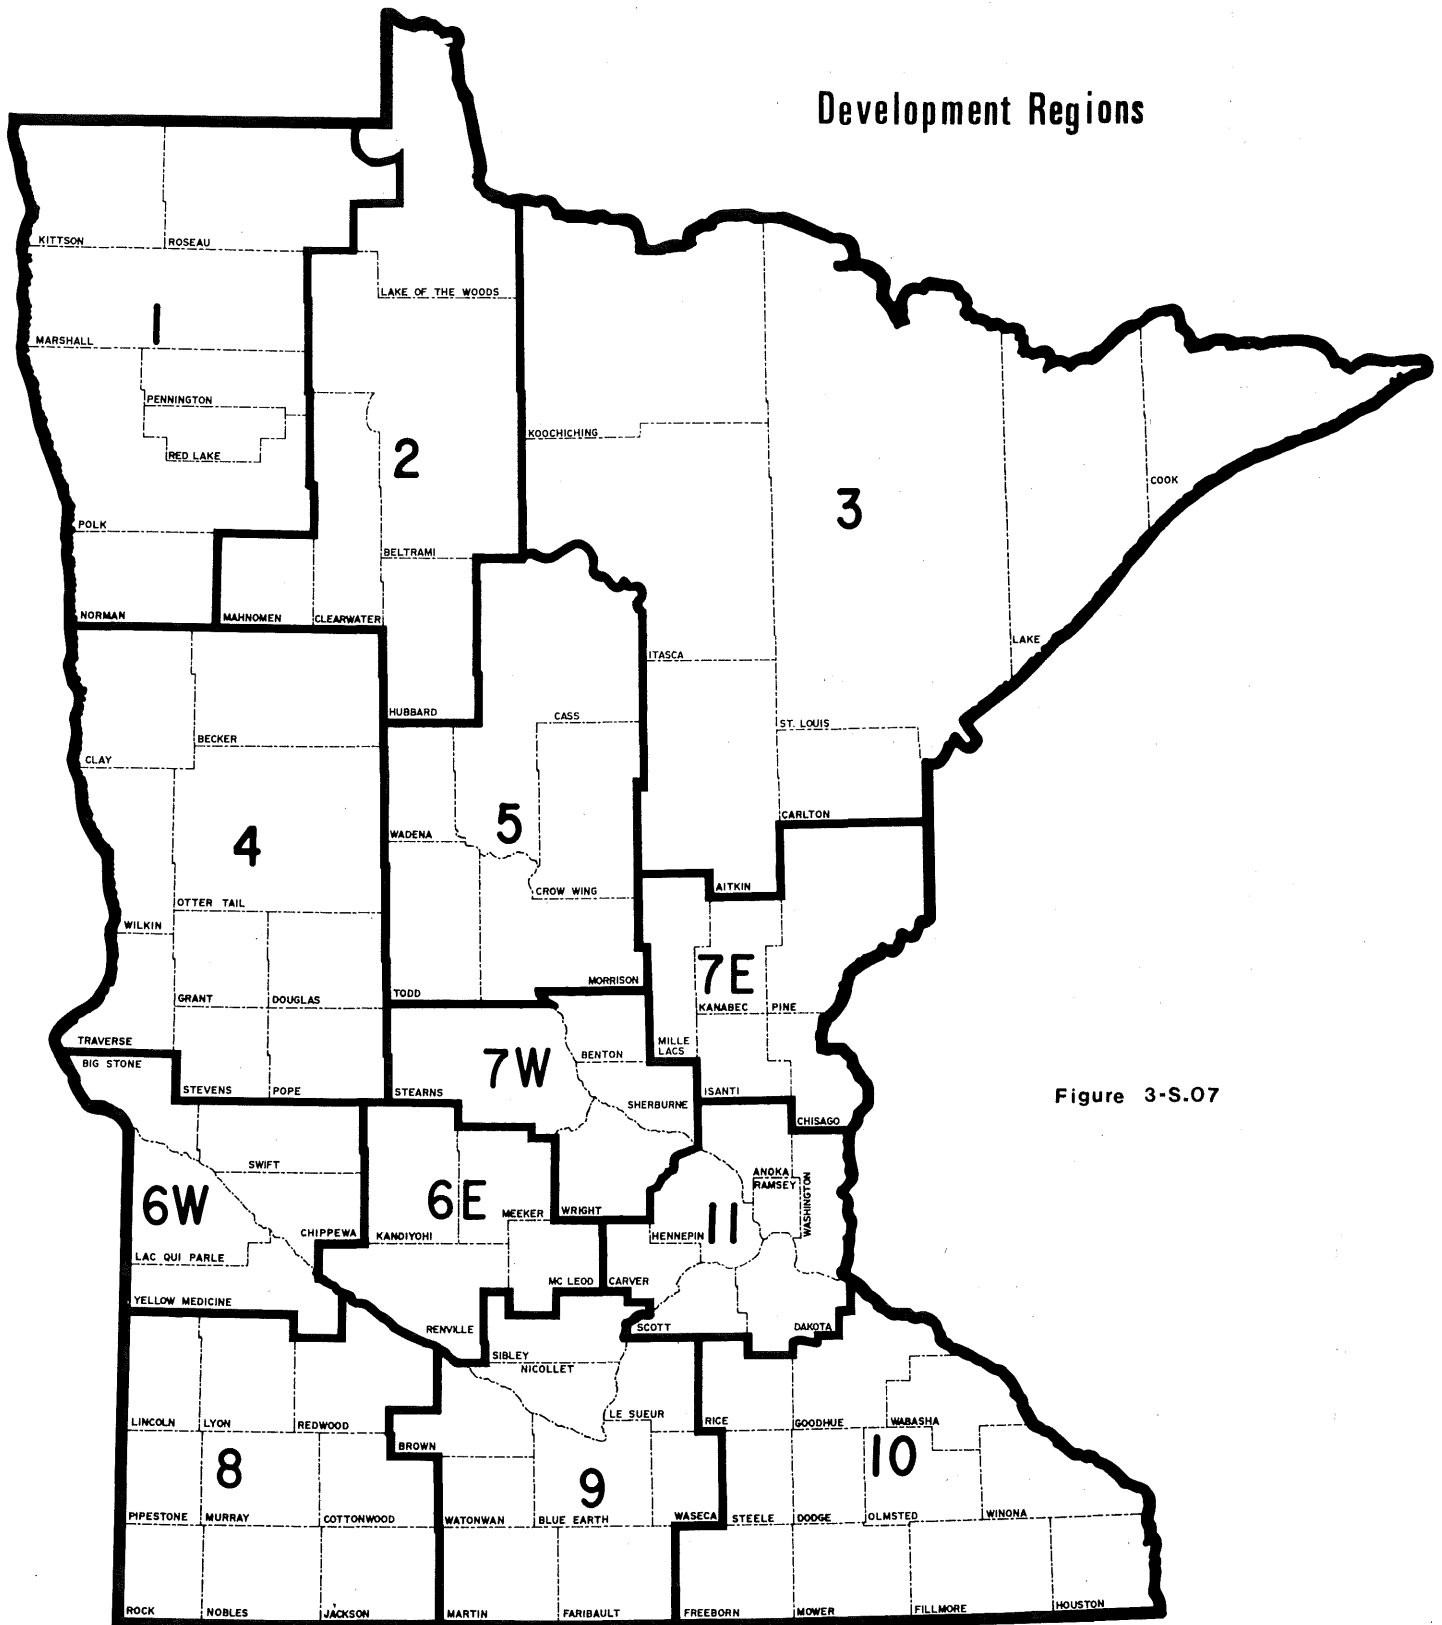 Development Regions
KITTSON
ROSEAU
LAKE OF THE WOODS
1
MARSHALL
PENNINGTON
RED LAKE
KOOCHICHING
2
3
COOK
POLK
BELTRAMI
NORMAN
MAHNOMEN
CLEARWATER
LAKE
ITASCA
HUBBARD
CASS
ST. LOUIS
BECKER
CLAY
CARLTON
WADENA
5
4
AITKIN
CROW WING
OTTER TAIL
WILKIN
7E
MORRISON
TODD
GRANT
DOUGLAS
KANABEC
PINE
TRAVERSE
MILLE
LACS
BIG STONE
BENTON
7W
STEVENS
POPE
STEARNS
ISANTI
SHERBURNE
CHISAGO
Figure 3-S.07
SWIFT
ANOKA
RAMSEY
WASHINGTON
6W
6E
MEEKER
WRIGHT
11
CHIPPEWA
KANDIYOHI
HENNEPIN
LAC QUI PARLE
MC LEOD
CARVER
YELLOW MEDICINE
RENVILLE
SCOTT
DAKOTA
SIBLEY
NICOLLET
LINCOLN
LYON
REDWOOD
LE SUEUR
RICE
GOODHUE
WABASHA
BROWN
8
9
10
PIPESTONE
MURRAY
COTTONWOOD
WATONWAN
BLUE EARTH
WASECA
STEELE
DODGE
OLMSTED
WINONA
ROCK
NOBLES
JACKSON
MARTIN
FARIBAULT
FREEBORN
MOWER
FILLMORE
HOUSTON